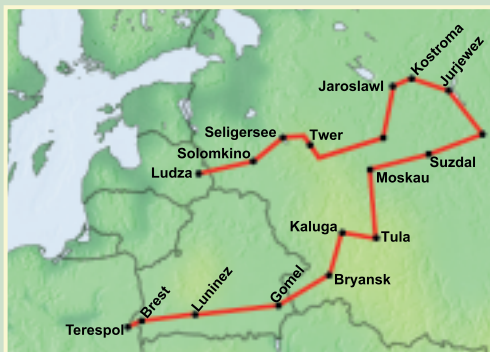 Kostroma
Jurjewez
Jaroslawl
Seligersee
Twer
Solomkino
Ludza
Suzdal
Moskau
Kaluga
Tula
Bryansk
Gomel
Luninez
Brest
Terespol